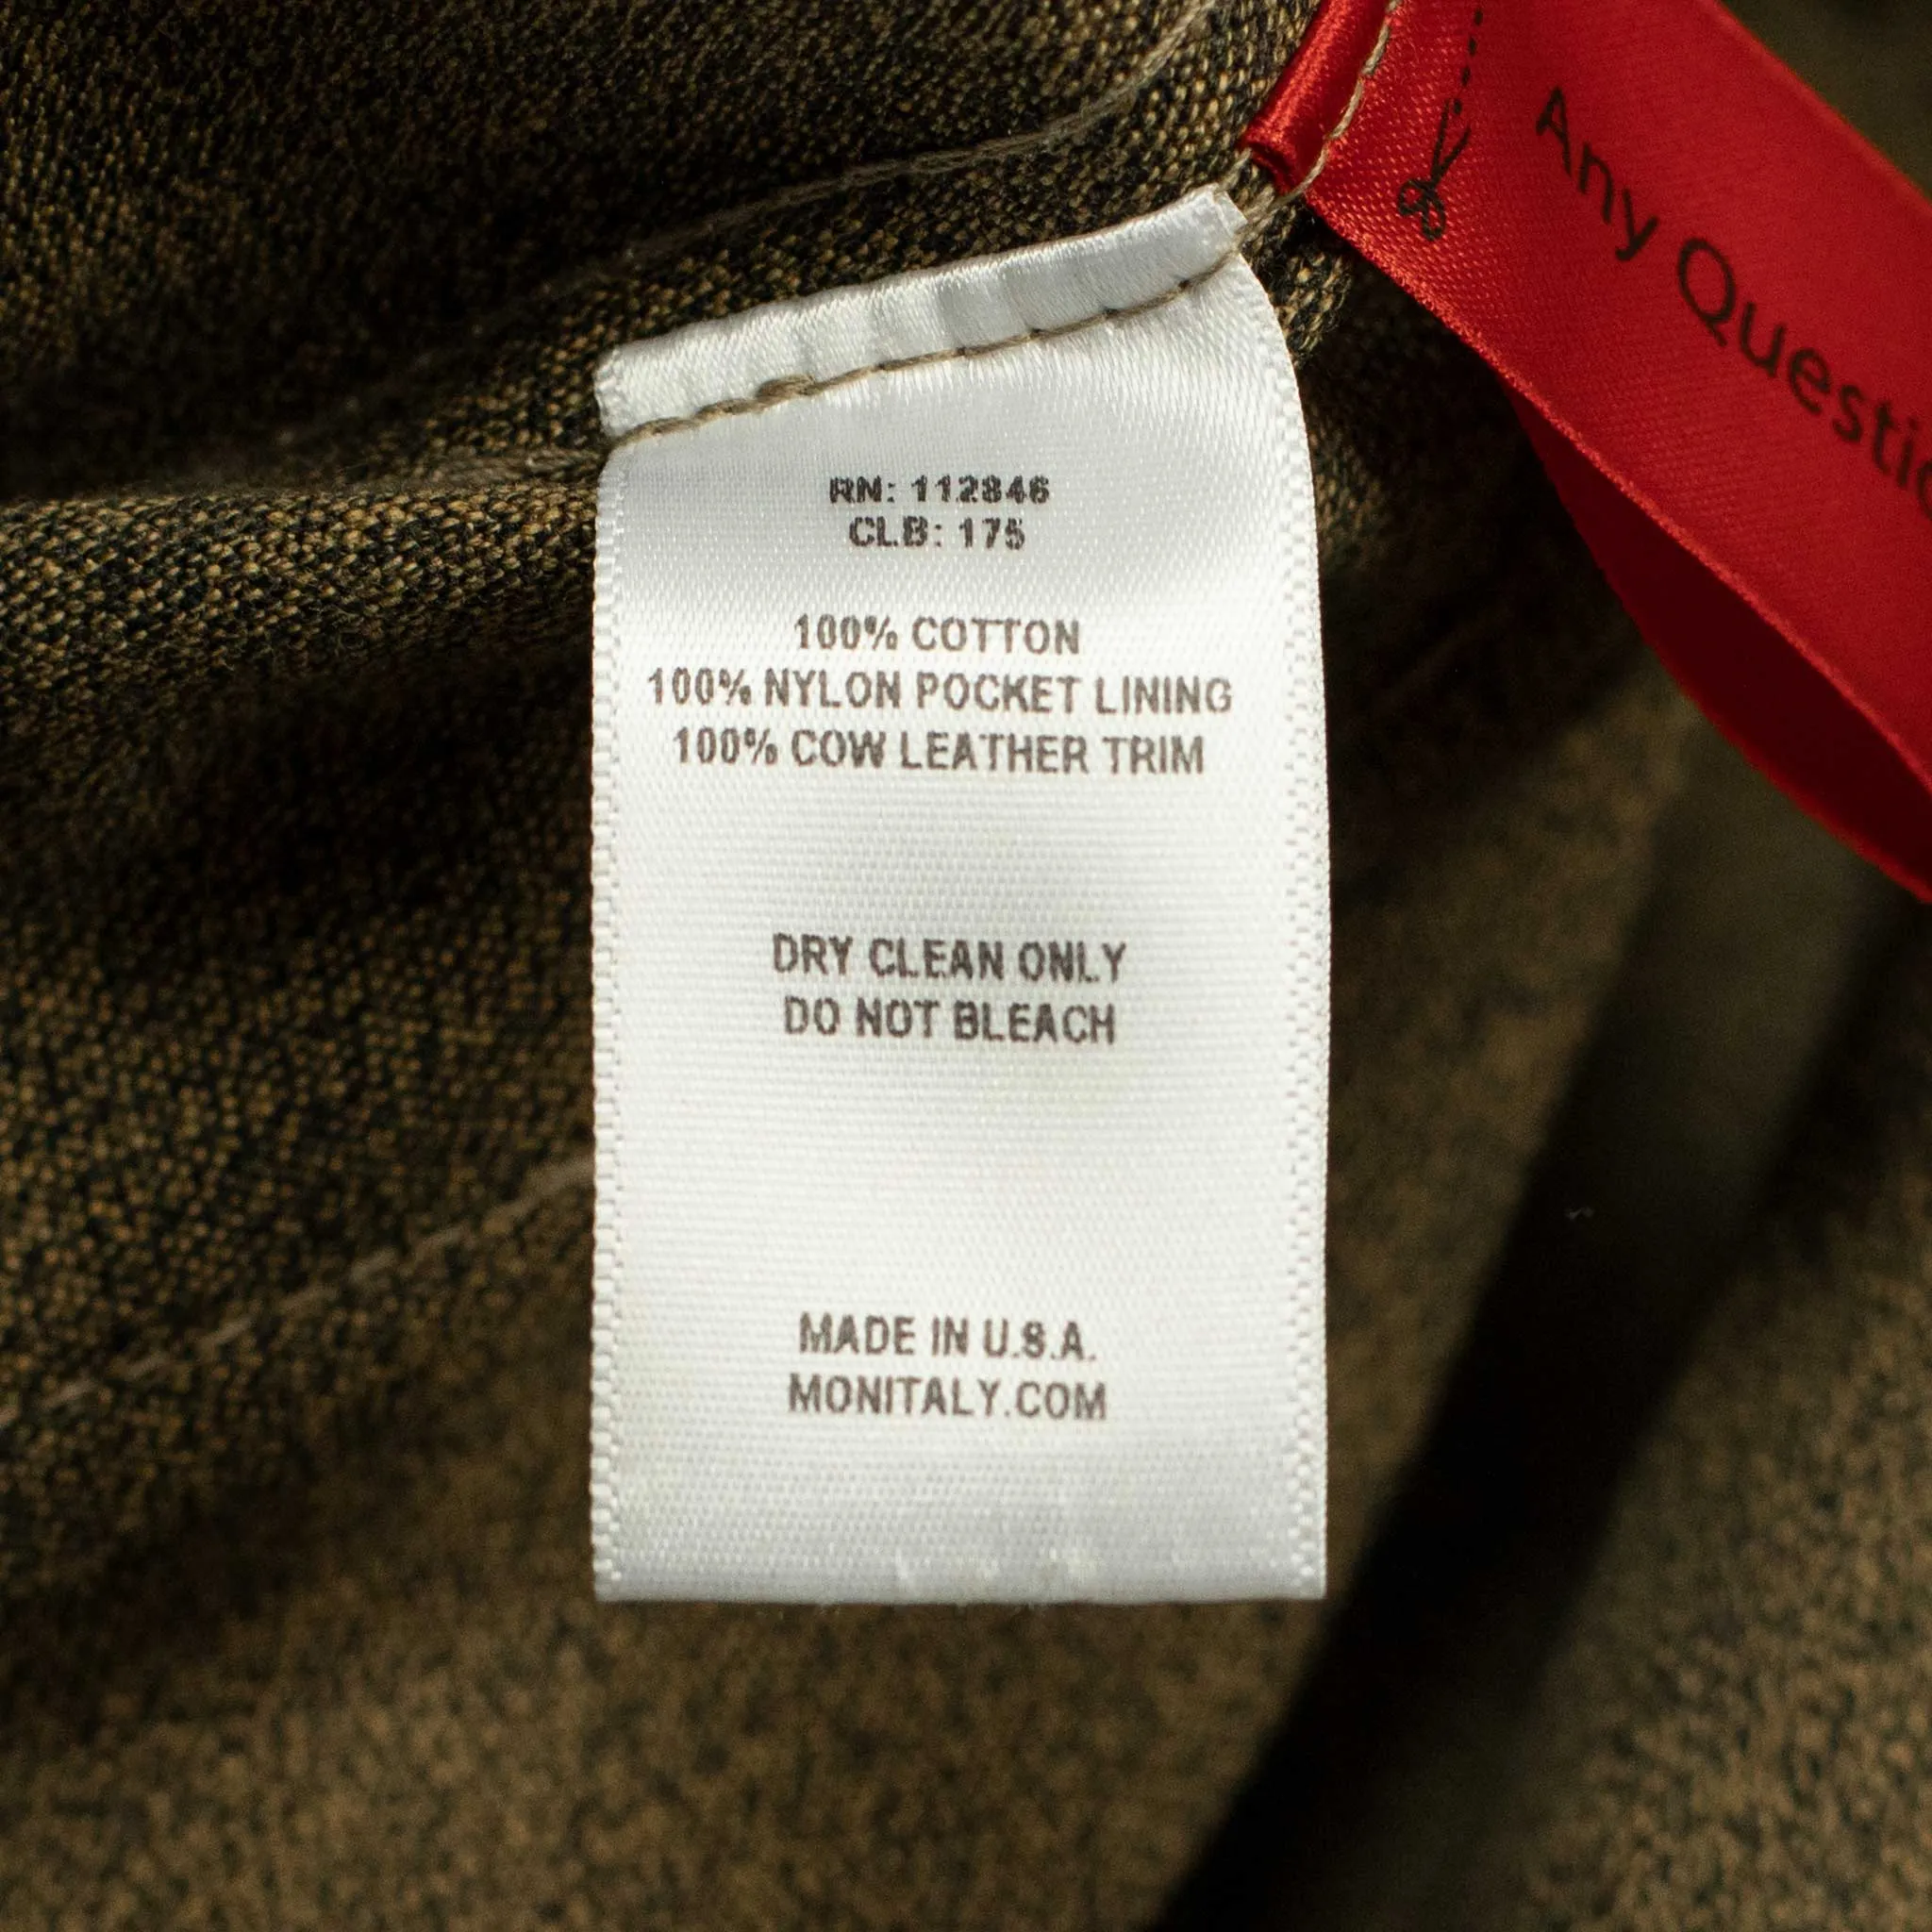 RN: 112846
CLB: 175
100% COTTON
100% NYLON POCKET LINING
100% COW LEATHER TRIM
DRY CLEAN ONLY
DO NOT BLEACH
MADE IN U.S.A.
MONITALY.COM
Any Questio